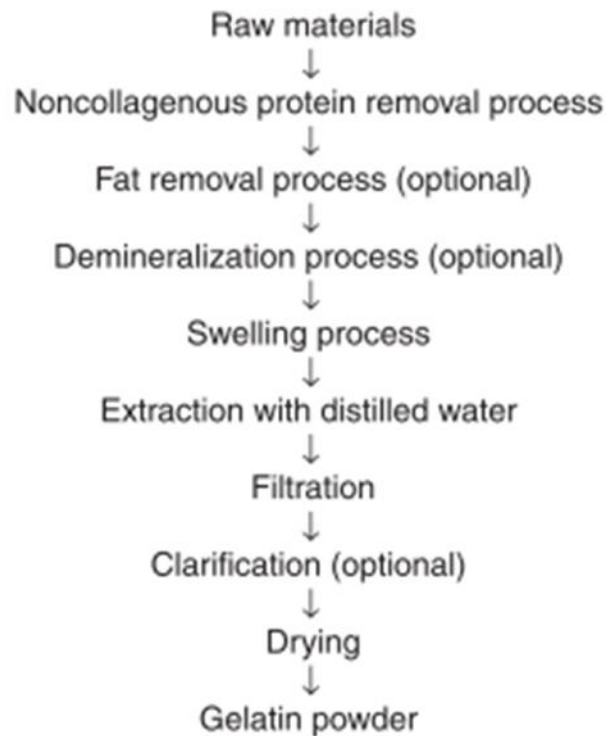 Raw materials
↓
Noncollagenous protein removal process
↓
Fat removal process (optional)
↓
Demineralization process (optional)
↓
Swelling process
↓
Extraction with distilled water
↓
Filtration
↓
Clarification (optional)
↓
Drying
↓
Gelatin powder